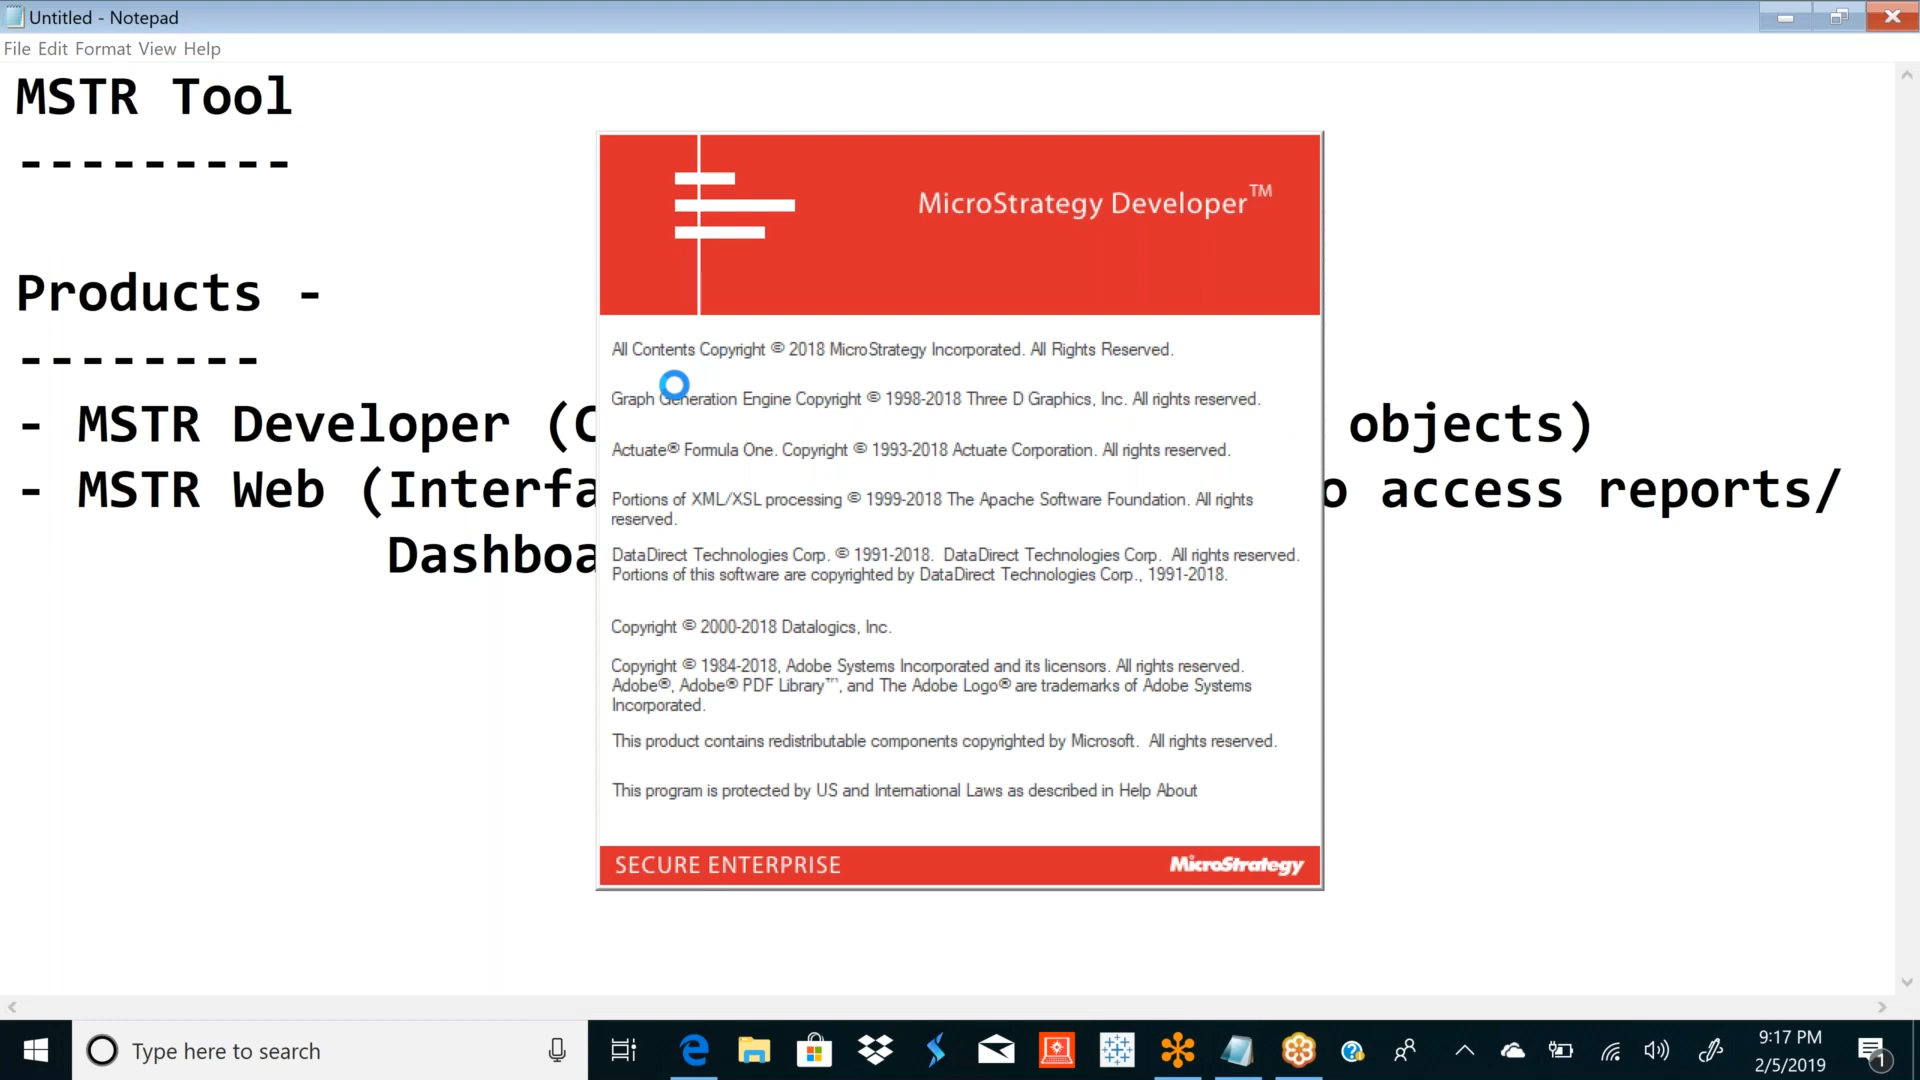 Untitled - Notepad
File Edit Format View Help
MSTR Tool
---------
Products -
--------
- MSTR Developer (C objects)
- MSTR Web (Interfa o access reports/
Dashboa
MicroStrategy Developer™
All Contents Copyright © 2018 MicroStrategy Incorporated. All Rights Reserved.
Graph Generation Engine Copyright © 1998-2018 Three D Graphics, Inc. All rights reserved.
Actuate® Formula One. Copyright © 1993-2018 Actuate Corporation. All rights reserved.
Portions of XML/XSL processing © 1999-2018 The Apache Software Foundation. All rights
reserved.
DataDirect Technologies Corp. © 1991-2018. DataDirect Technologies Corp. All rights reserved.
Portions of this software are copyrighted by DataDirect Technologies Corp., 1991-2018.
Copyright © 2000-2018 Datalogics, Inc.
Copyright © 1984-2018, Adobe Systems Incorporated and its licensors. All rights reserved.
Adobe®, Adobe® PDF Library™, and The Adobe Logo® are trademarks of Adobe Systems
Incorporated.
This product contains redistributable components copyrighted by Microsoft. All rights reserved.
This program is protected by US and International Laws as described in Help About
SECURE ENTERPRISE
MicroStrategy
Type here to search
9:17 PM
2/5/2019
1